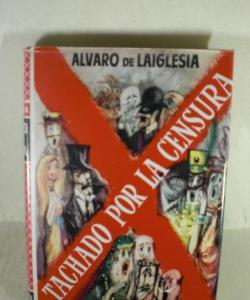 ALVARO DE LAIGLESIA
TACHADO POR LA CENSURA